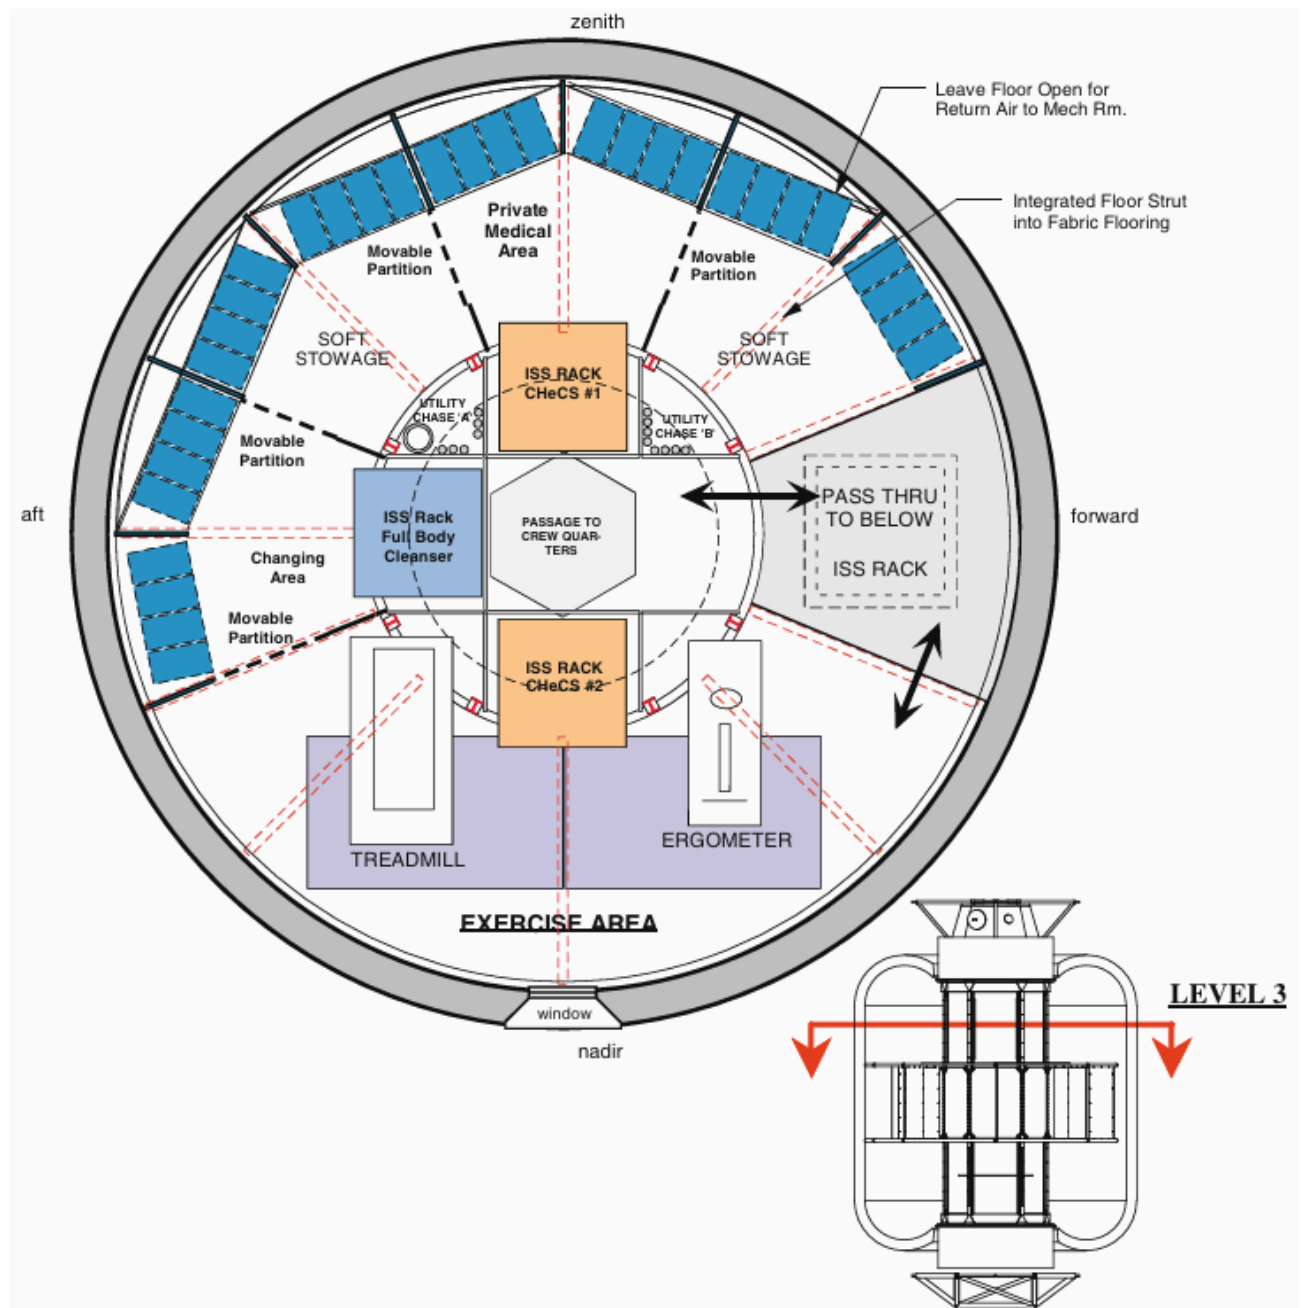 zenith
Leave Floor Open for
Return Air to Mech Rm.
Integrated Floor Strut
into Fabric Flooring
Private
Medical
Area
Movable
Partition
Movable
Partition
SOFT
STOWAGE
SOFT
STOWAGE
ISS RACK
CHeCS #1
UTILITY
CHASE 'A'
UTILITY
CHASE 'B'
Movable
Partition
aft
ISS Rack
Full Body
Cleanser
PASSAGE TO
CREW QUAR-
TERS
PASS THRU
TO BELOW
ISS RACK
forward
Changing
Area
Movable
Partition
ISS RACK
CHeCS #2
TREADMILL
ERGOMETER
EXERCISE AREA
window
nadir
LEVEL 3